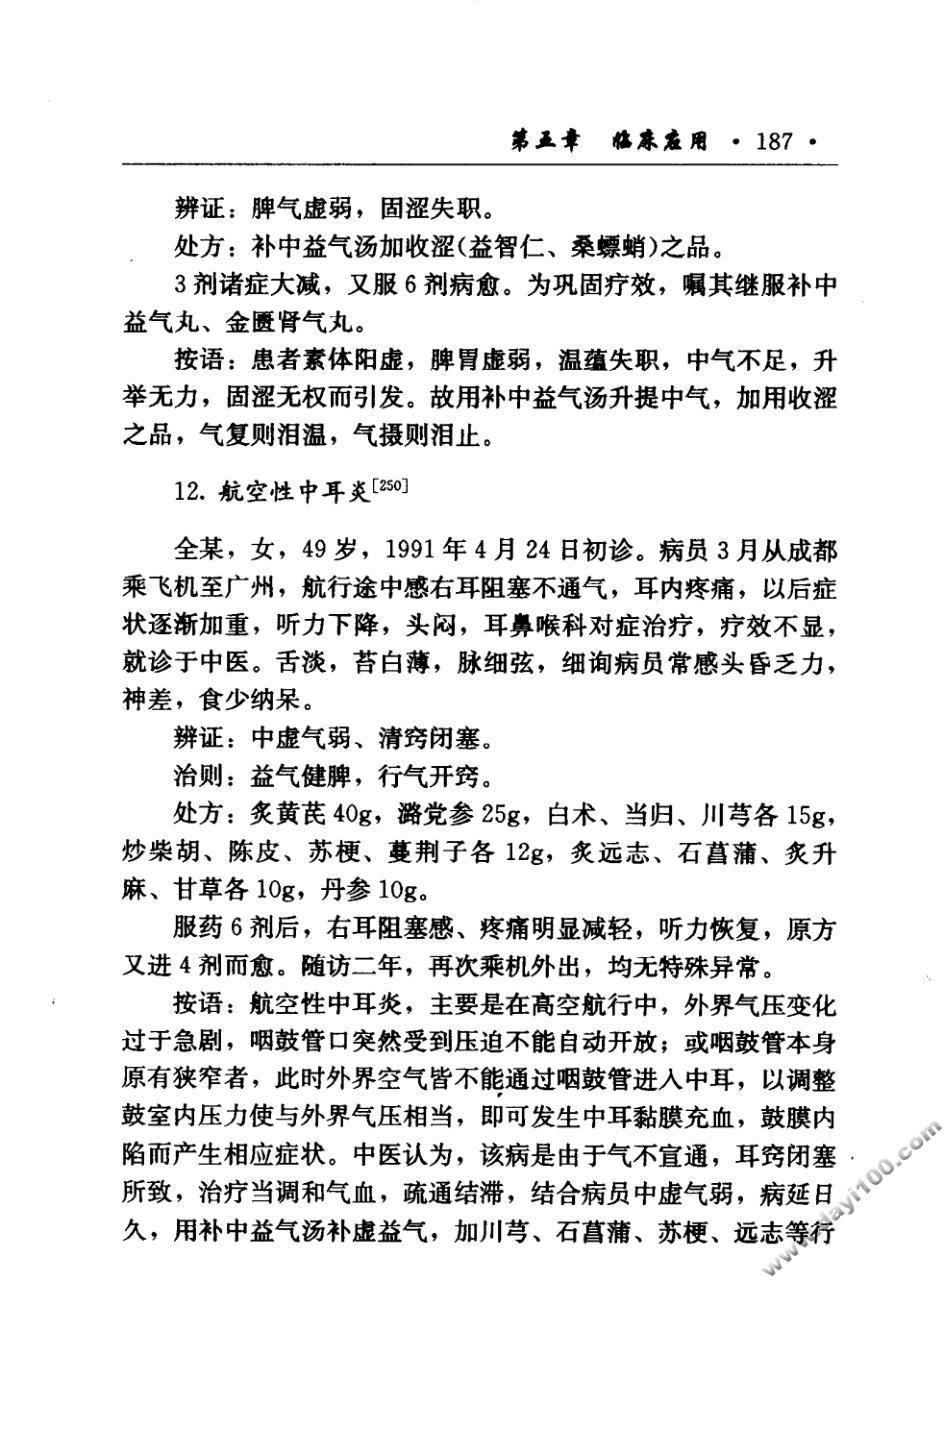 第五章　临床应用 · 187 ·
辨证：脾气虚弱，固涩失职。
处方：补中益气汤加收涩(益智仁、桑螵蛸)之品。
3 剂诸症大减，又服 6 剂病愈。为巩固疗效，嘱其继服补中
益气丸、金匮肾气丸。
按语：患者素体阳虚，脾胃虚弱，温蕴失职，中气不足，升
举无力，固涩无权而引发。故用补中益气汤升提中气，加用收涩
之品，气复则泪温，气摄则泪止。
12. 航空性中耳炎[250]
全某，女，49 岁，1991 年 4 月 24 日初诊。病员 3 月从成都
乘飞机至广州，航行途中感右耳阻塞不通气，耳内疼痛，以后症
状逐渐加重，听力下降，头闷，耳鼻喉科对症治疗，疗效不显，
就诊于中医。舌淡，苔白薄，脉细弦，细询病员常感头昏乏力，
神差，食少纳呆。
辨证：中虚气弱、清窍闭塞。
治则：益气健脾，行气开窍。
处方：炙黄芪 40g，潞党参 25g，白术、当归、川芎各 15g，
炒柴胡、陈皮、苏梗、蔓荆子各 12g，炙远志、石菖蒲、炙升
麻、甘草各 10g，丹参 10g。
服药 6 剂后，右耳阻塞感、疼痛明显减轻，听力恢复，原方
又进 4 剂而愈。随访二年，再次乘机外出，均无特殊异常。
按语：航空性中耳炎，主要是在高空航行中，外界气压变化
过于急剧，咽鼓管口突然受到压迫不能自动开放；或咽鼓管本身
原有狭窄者，此时外界空气皆不能通过咽鼓管进入中耳，以调整
鼓室内压力使与外界气压相当，即可发生中耳黏膜充血，鼓膜内
陷而产生相应症状。中医认为，该病是由于气不宣通，耳窍闭塞
所致，治疗当调和气血，疏通结滞，结合病员中虚气弱，病延日
久，用补中益气汤补虚益气，加川芎、石菖蒲、苏梗、远志等行
www.dayi100.com